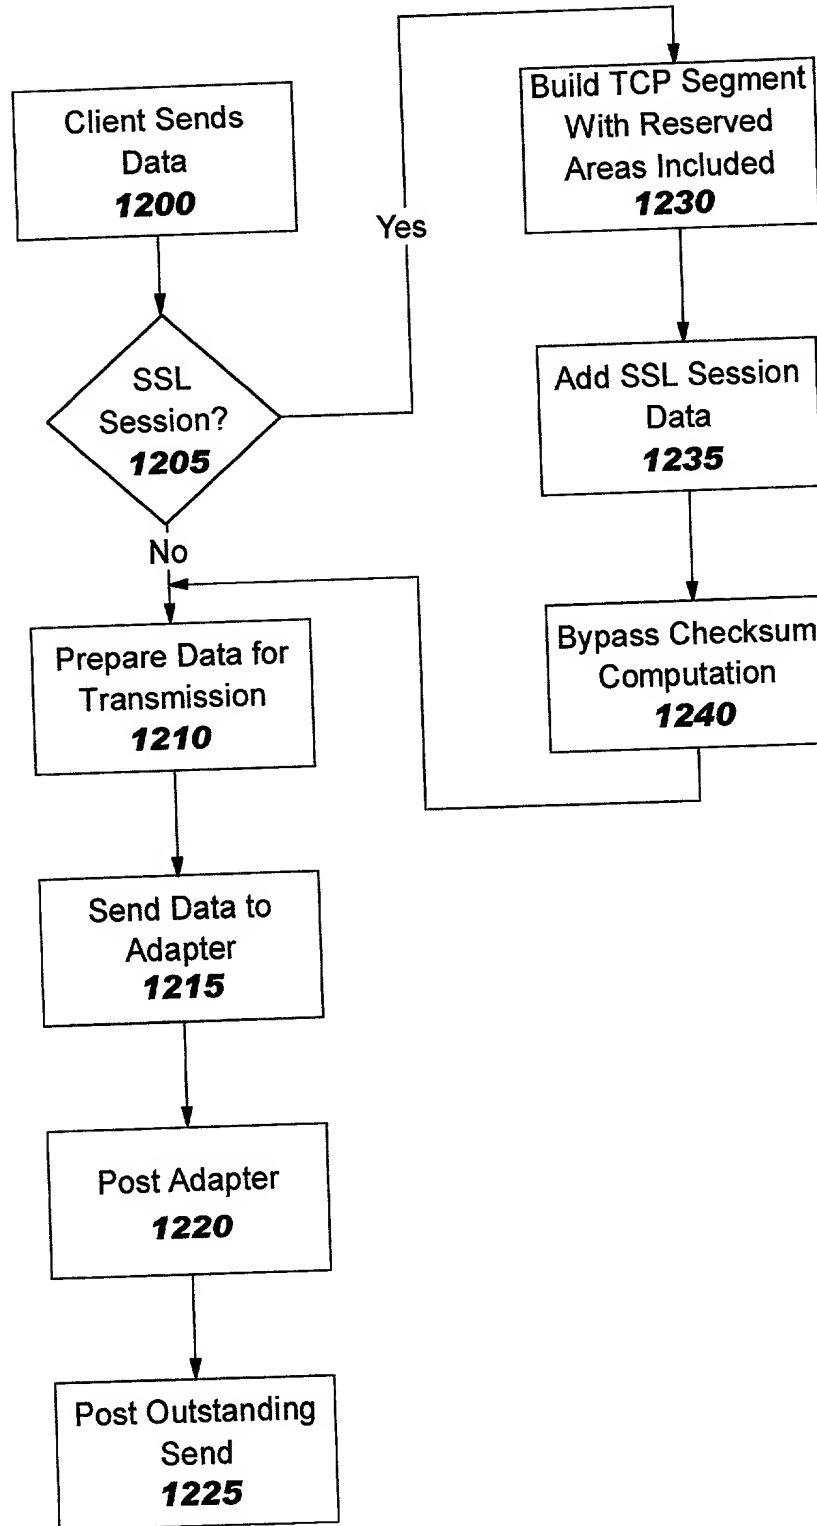 Client Sends
Data
1200
SSL
Session?
1205
Yes
No
Prepare Data for
Transmission
1210
Send Data to
Adapter
1215
Post Adapter
1220
Post Outstanding
Send
1225
Build TCP Segment
With Reserved
Areas Included
1230
Add SSL Session
Data
1235
Bypass Checksum
Computation
1240